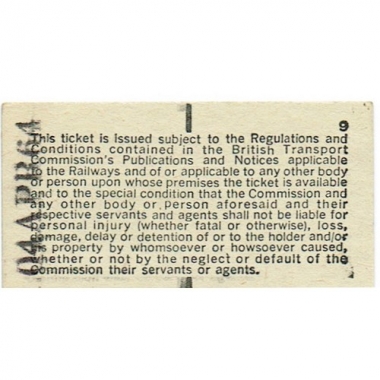 9
This ticket is issued subject to the Regulations and
Conditions contained in the British Transport
Commission's Publications and Notices applicable
to the Railways and of or applicable to any other body
or person upon whose premises the ticket is available
and to the special condition that the Commission and
any other body or person aforesaid and their
respective servants and agents shall not be liable for
personal injury (whether fatal or otherwise), loss,
damage, delay or detention of or to the holder and/or
his property by whomsoever or howsoever caused,
whether or not by the neglect or default of the
Commission their servants or agents.
04APR64